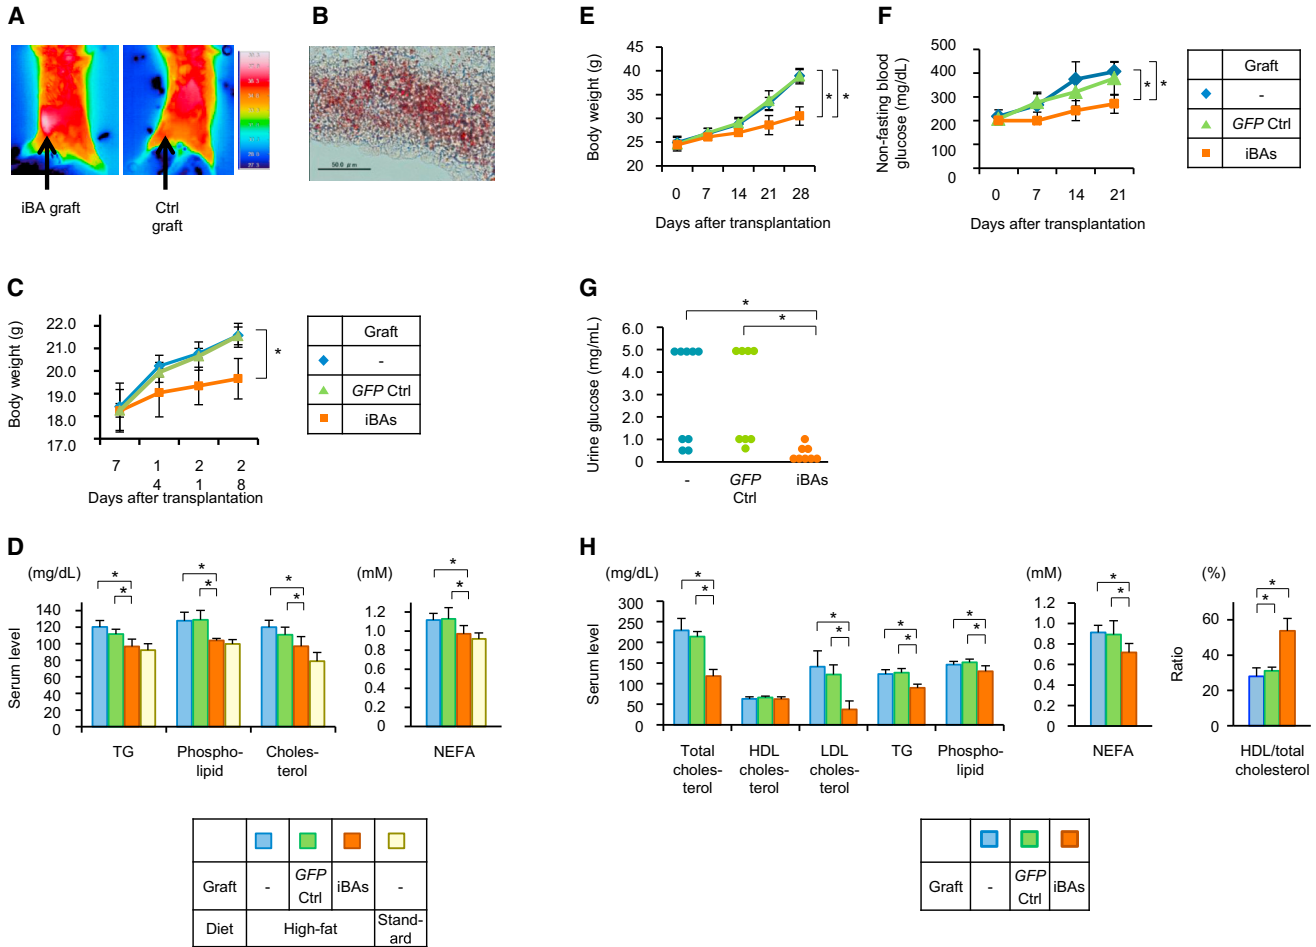 A
iBA graft
Ctrl
graft
B
500 μm
C
Body weight (g)
22.0
21.0
20.0
19.0
18.0
17.0
7
1
4
2
1
2
8
Days after transplantation
*
Graft
-
GFP Ctrl
iBAs
D
(mg/dL)
Serum level
140
120
100
80
60
40
20
0
* * * * * *
TG
Phospho-
lipid
Choles-
terol
(mM)
1.2
1.0
0.8
0.6
0.4
0.2
0
* *
NEFA
Graft
-
GFP
Ctrl
iBAs
-
Diet
High-fat
Stand-
ard
E
Body weight (g)
45
40
35
30
25
20
0 7 14 21 28
Days after transplantation
* *
F
Non-fasting blood
glucose (mg/dL)
500
400
300
200
100
0
0 7 14 21
Days after transplantation
* *
Graft
-
GFP Ctrl
iBAs
G
Urine glucose (mg/mL)
6.0
5.0
4.0
3.0
2.0
1.0
0
*
*
-
GFP
Ctrl
iBAs
H
(mg/dL)
Serum level
300
250
200
150
100
50
0
* * * * * * * *
Total
choles-
terol
HDL
choles-
terol
LDL
choles-
terol
TG
Phospho-
lipid
(mM)
1.2
1.0
0.8
0.6
0.4
0.2
0
* *
NEFA
(%)
Ratio
60
40
20
0
* *
HDL/total
cholesterol
Graft
-
GFP
Ctrl
iBAs